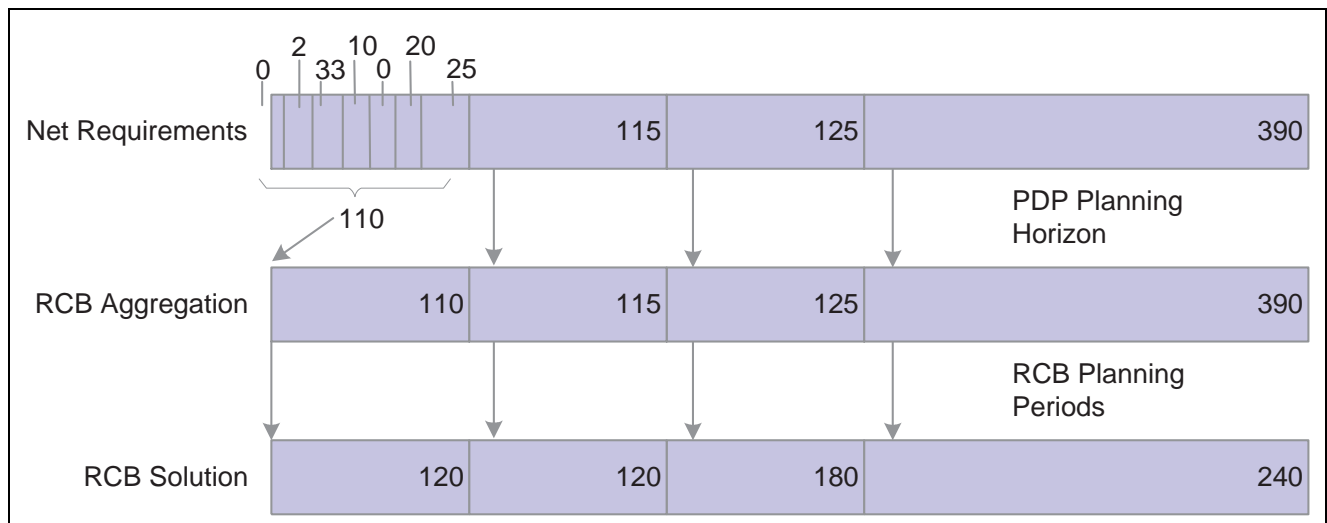 0 2 33 10 0 20 25
Net Requirements 115 125 390
110
PDP Planning
Horizon
RCB Aggregation 110 115 125 390
RCB Planning
Periods
RCB Solution 120 120 180 240